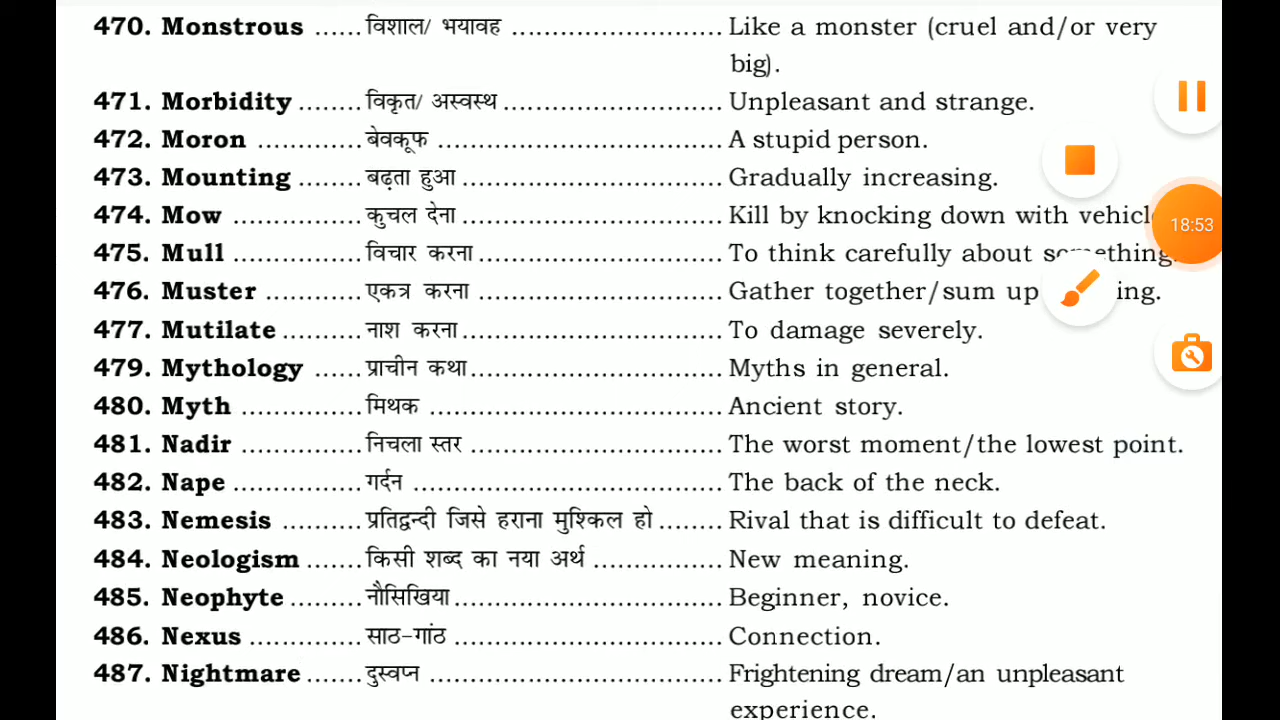 470. Monstrous ......विशाल/ भयावह ............................Like a monster (cruel and/or very
big).
471. Morbidity ........विकृत/ अस्वस्थ .............................Unpleasant and strange.
18:53
472. Moron .............बेवकूफ .....................................A stupid person.
473. Mounting ........बढ़ता हुआ ..................................Gradually increasing.
474. Mow ................कुचल देना ..................................Kill by knocking down with
475. Mull ................विचार करना ................................To think carefully about
476. Muster ............एकत्र करना ................................Gather together/sum up
477. Mutilate ..........नाश करना ..................................To damage severely.
479. Mythology ......प्राचीन कथा.................................Myths in general.
480. Myth ...............मिथक ......................................Ancient story.
481. Nadir ...............निचला स्तर .................................The worst moment/the lowest point.
482. Nape ................गर्दन ........................................The back of the neck.
483. Nemesis ..........प्रतिद्वन्दी जिसे हराना मुश्किल हो ........Rival that is difficult to defeat.
484. Neologism .......किसी शब्द का नया अर्थ .................New meaning.
485. Neophyte .........नौसिखिया...................................Beginner, novice.
486. Nexus ..............साठ-गांठ ...................................Connection.
487. Nightmare .......दुस्वप्न ......................................Frightening dream/an unpleasant
experience.